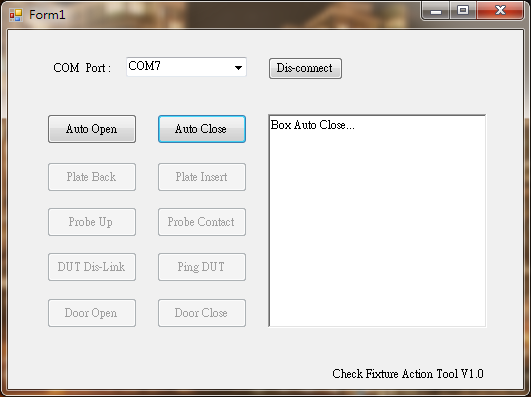 Form1
COM Port : COM7 Dis-connect
Auto Open Auto Close
Box Auto Close...
Plate Back Plate Insert
Probe Up Probe Contact
DUT Dis-Link Ping DUT
Door Open Door Close
Check Fixture Action Tool V1.0